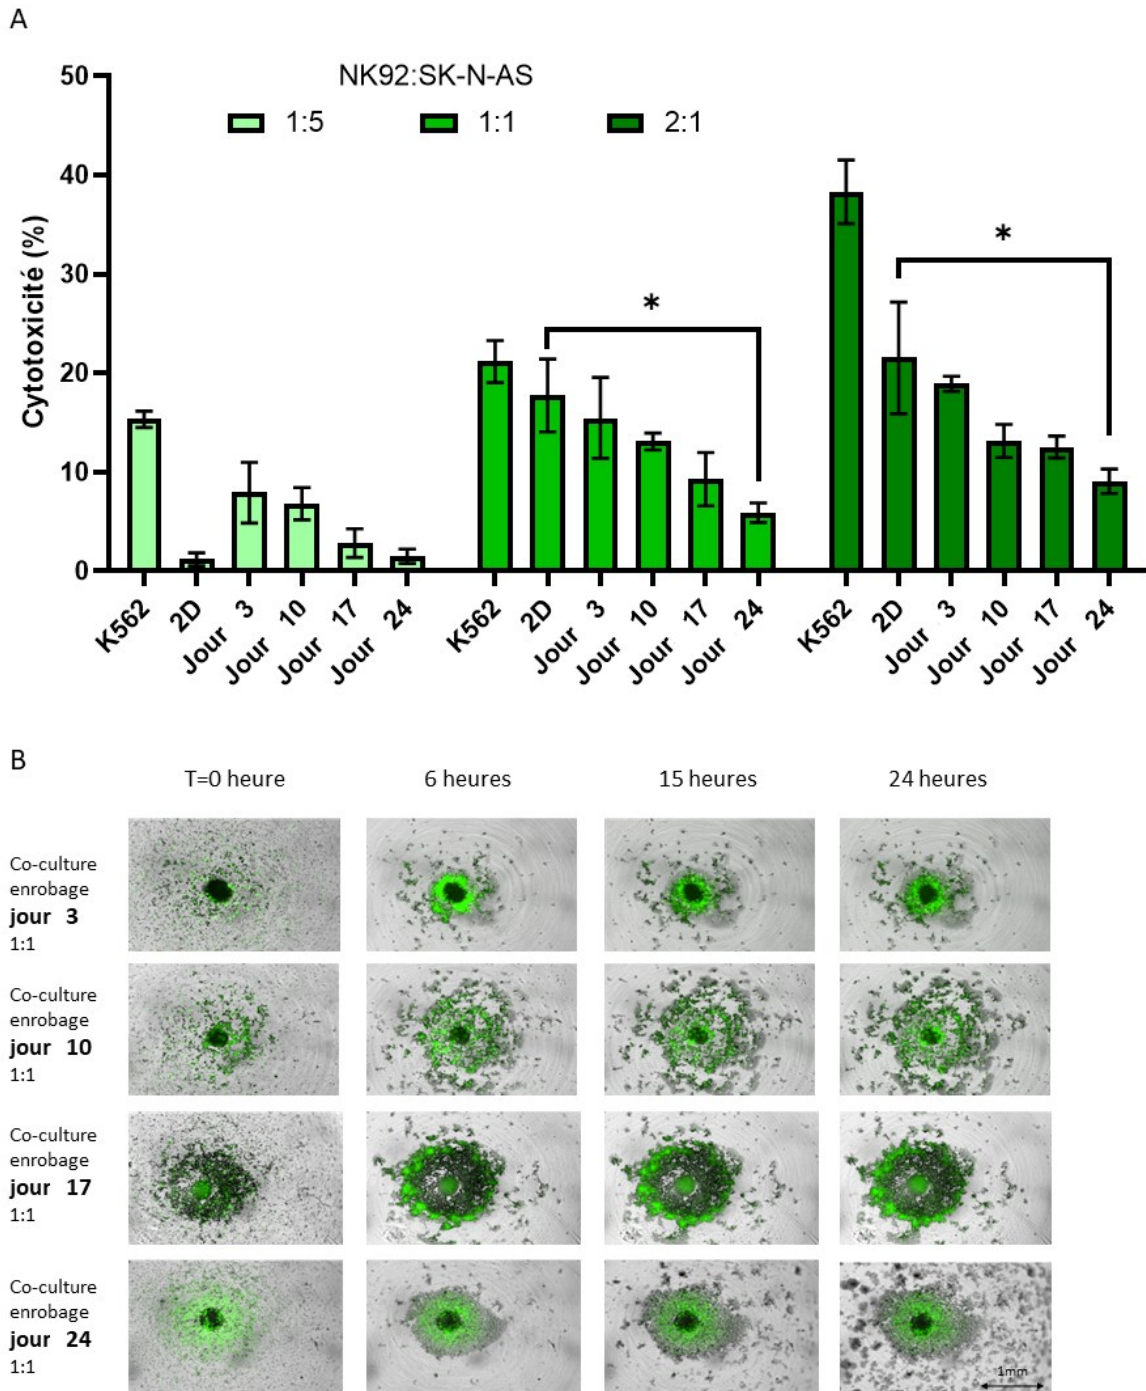 A
NK92:SK-N-AS
1:5 1:1 2:1
50
40
30
20
10
0
Cytotoxicité (%)
* *
K562 2D Jour 3 Jour 10 Jour 17 Jour 24 K562 2D Jour 3 Jour 10 Jour 17 Jour 24 K562 2D Jour 3 Jour 10 Jour 17 Jour 24
B
T=0 heure 6 heures 15 heures 24 heures
Co-culture
enrobage
jour 3
1:1
Co-culture
enrobage
jour 10
1:1
Co-culture
enrobage
jour 17
1:1
Co-culture
enrobage
jour 24
1:1
1mm